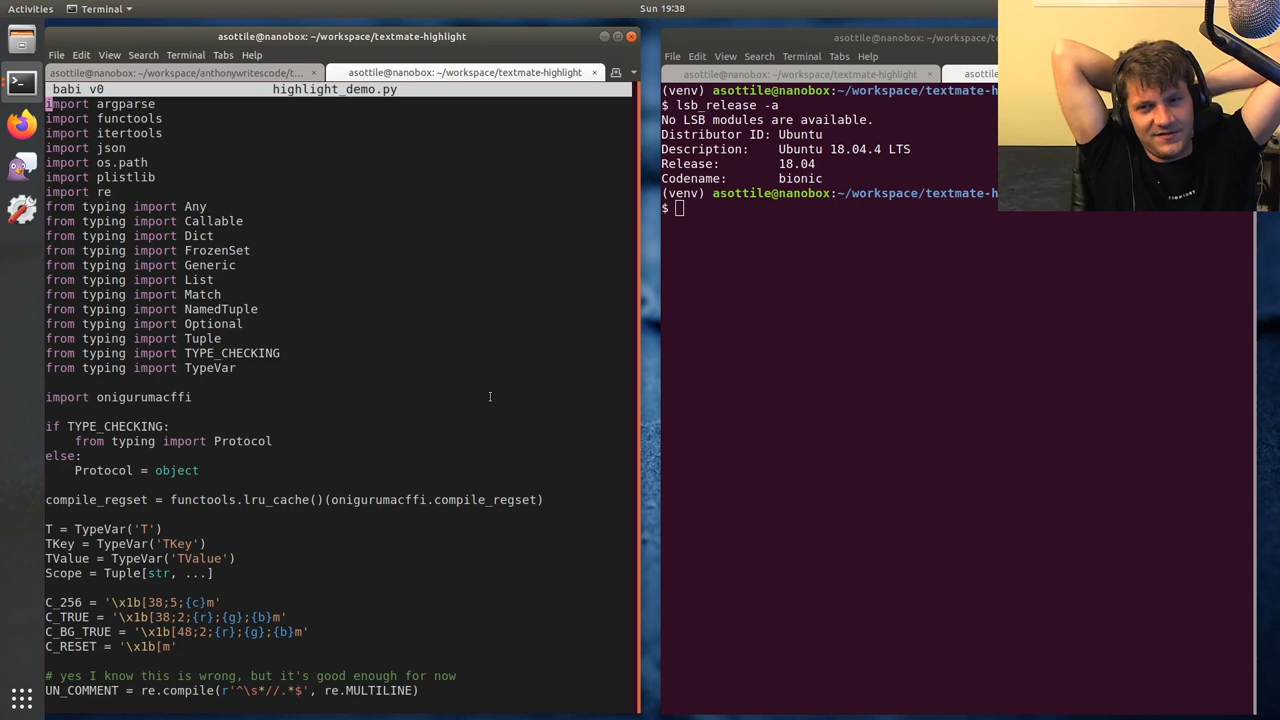 Activities
Terminal
Sun 19:38
asottile@nanobox: ~/workspace/textmate-highlight
File Edit View Search Terminal Tabs Help
asottile@nanobox: ~/workspace/anthonywritescode/t… ×
asottile@nanobox: ~/workspace/textmate-highlight ×
babi v0 highlight_demo.py
import argparse
import functools
import itertools
import json
import os.path
import plistlib
import re
from typing import Any
from typing import Callable
from typing import Dict
from typing import FrozenSet
from typing import Generic
from typing import List
from typing import Match
from typing import NamedTuple
from typing import Optional
from typing import Tuple
from typing import TYPE_CHECKING
from typing import TypeVar
import onigurumacffi
if TYPE_CHECKING:
    from typing import Protocol
else:
    Protocol = object
compile_regset = functools.lru_cache()(onigurumacffi.compile_regset)
T = TypeVar('T')
TKey = TypeVar('TKey')
TValue = TypeVar('TValue')
Scope = Tuple[str, ...]
C_256 = '\x1b[38;5;{c}m'
C_TRUE = '\x1b[38;2;{r};{g};{b}m'
C_BG_TRUE = '\x1b[48;2;{r};{g};{b}m'
C_RESET = '\x1b[m'
# yes I know this is wrong, but it's good enough for now
UN_COMMENT = re.compile(r'^\s*//.*$', re.MULTILINE)
asottile@nanobox: ~/w
File Edit View Search Terminal Tabs Help
asottile@nanobox: ~/workspace/textmate-highlight ×
asott
(venv) asottile@nanobox:~/workspace/textmate-h
$ lsb_release -a
No LSB modules are available.
Distributor ID: Ubuntu
Description:    Ubuntu 18.04.4 LTS
Release:        18.04
Codename:       bionic
(venv) asottile@nanobox:~/workspace/textmate-h
$